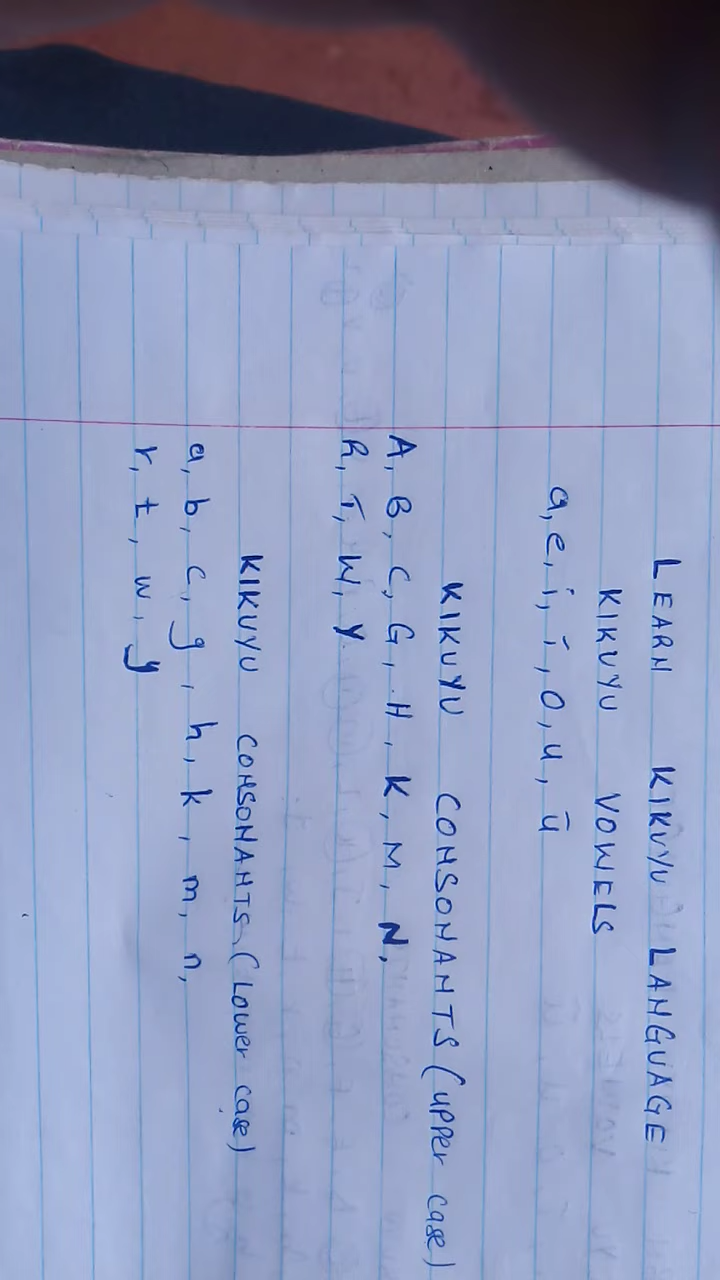 LEARN KIKUYU LANGUAGE
KIKUYU VOWELS
a, e, i, ī, o, u, ū
KIKUYU CONSONANTS (upper case)
A, B, C, G, H, K, M, N,
R, T, W, Y
KIKUYU CONSONANTS (Lower case)
a, b, c, g, h, k, m, n,
r, t, w, y